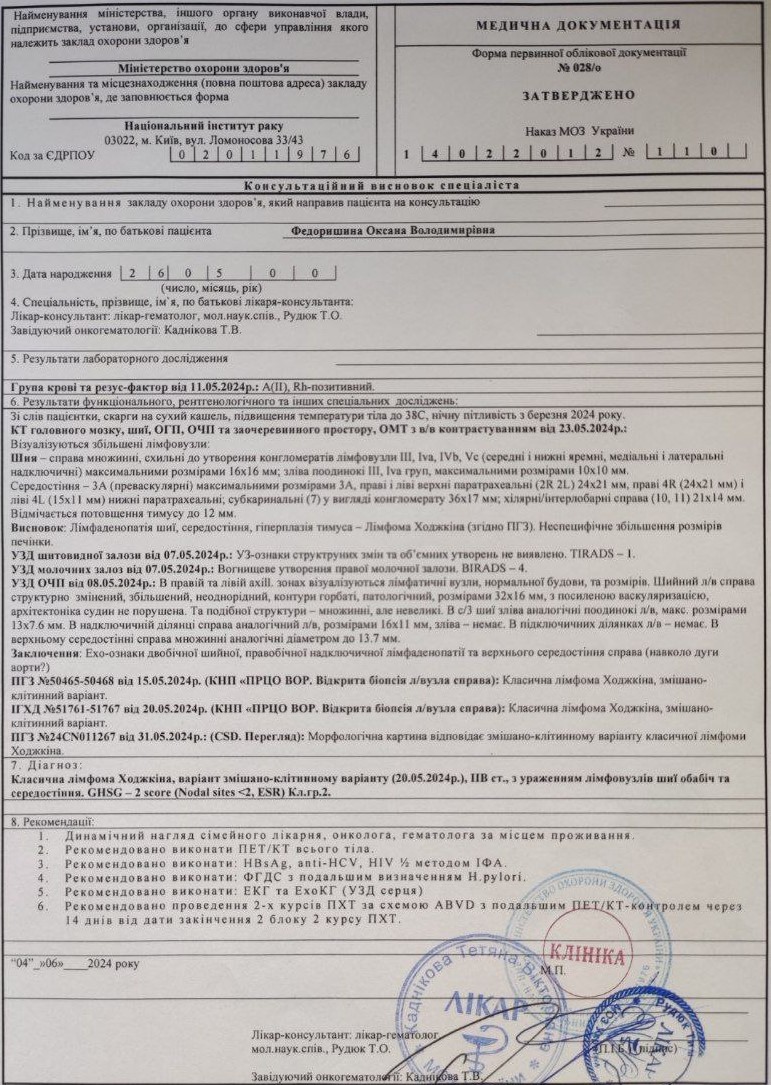 Найменування міністерства, іншого органу виконавчої влади,
підприємства, установи, організації, до сфери управління якого
належить заклад охорони здоров'я
Міністерство охорони здоров'я
Найменування та місцезнаходження (повна поштова адреса) закладу
охорони здоров'я, де заповнюється форма
Національний інститут раку
03022, м. Київ, вул. Ломоносова 33/43
Код за ЄДРПОУ 0 2 0 1 1 9 7 6
МЕДИЧНА ДОКУМЕНТАЦІЯ
Форма первинної облікової документації
№ 028/о
ЗАТВЕРДЖЕНО
Наказ МОЗ України
1 4 0 2 2 0 1 2 № 1 1 0
Консультаційний висновок спеціаліста
1. Найменування закладу охорони здоров'я, який направив пацієнта на консультацію
2. Прізвище, ім'я, по батькові пацієнта Федоришина Оксана Володимирівна
3. Дата народження 2 6 0 5 0 0
(число, місяць, рік)
4. Спеціальність, прізвище, ім'я, по батькові лікаря-консультанта:
Лікар-консультант: лікар-гематолог, мол.наук.спів., Рудюк Т.О.
Завідуючий онкогематології: Каднікова Т.В.
5. Результати лабораторного дослідження
Група крові та резус-фактор від 11.05.2024р.: А(ІІ), Rh-позитивний.
6. Результати функціонального, рентгенологічного та інших спеціальних досліджень:
Зі слів пацієнтки, скарги на сухий кашель, підвищення температури тіла до 38С, нічну пітливість з березня 2024 року.
КТ головного мозку, шиї, ОГП, ОЧП та заочеревинного простору, ОМТ з в/в контрастуванням від 23.05.2024р.:
Візуалізуються збільшені лімфовузли:
Шия – справа множинні, схильні до утворення конгломератів лімфовузли ІІІ, Iva, IVb, Vc (середні і нижні яремні, медіальні і латеральні
надключичні) максимальними розмірами 16х16 мм; зліва поодинокі ІІІ, Iva груп, максимальними розмірами 10х10 мм.
Середостіння – 3А (преваскулярні) максимальними розмірами 3А, праві і ліві верхні паратрахеальні (2R 2L) 24х21 мм, праві 4R (24х21 мм) і
ліві 4L (15х11 мм) нижні паратрахеальні; субкаринальні (7) у вигляді конгломерату 36х17 мм; хілярні/інтерлобарні справа (10, 11) 21х14 мм.
Відмічається потовщення тимусу до 12 мм.
Висновок: Лімфаденопатія шиї, середостіння, гіперплазія тимуса – Лімфома Ходжкіна (згідно ПГЗ). Неспецифічне збільшення розмірів
печінки.
УЗД щитовидної залози від 07.05.2024р.: УЗ-ознаки структруних змін та об'ємних утворень не виявлено. TIRADS – 1.
УЗД молочних залоз від 07.05.2024р.: Вогнищеве утворення правої молочної залози. BIRADS – 4.
УЗД ОЧП від 08.05.2024р.: В правій та лівій axill. зонах візуалізуються лімфатичні вузли, нормальної будови, та розмірів. Шийний л/в справа
структурно змінений, збільшений, неоднорідний, контури горбаті, патологічний, розмірами 32х16 мм, з посиленою васкуляризацією,
архітектоніка судин не порушена. Та подібної структури – множинні, але невеликі. В с/3 шиї зліва аналогічні поодинокі л/в, макс. розмірами
13х7.6 мм. В надключичній ділянці справа аналогічний л/в, розмірами 16х11 мм, зліва – немає. В підключичних ділянках л/в – немає. В
верхньому середостінні справа множинні аналогічні діаметром до 13.7 мм.
Заключення: Ехо-ознаки двобічної шийної, правобічної надключичної лімфаденопатії та верхнього середостіння справа (навколо дуги
аорти?)
ПГЗ №50465-50468 від 15.05.2024р. (КНП «ПРЦО ВОР. Відкрита біопсія л/вузла справа): Класична лімфома Ходжкіна, змішано-
клітинний варіант.
ІГХД №51761-51767 від 20.05.2024р. (КНП «ПРЦО ВОР. Відкрита біопсія л/вузла справа): Класична лімфома Ходжкіна, змішано-
клітинний варіант.
ПГЗ №24CN011267 від 31.05.2024р.: (CSD. Перегляд): Морфологічна картина відповідає змішано-клітинному варіанту класичної лімфоми
Ходжкіна.
7. Діагноз:
Класична лімфома Ходжкіна, варіант змішано-клітинного варіанту (20.05.2024р.), ІІВ ст., з ураженням лімфовузлів шиї обабіч та
середостіння. GHSG – 2 score (Nodal sites <2, ESR) Кл.гр.2.
8. Рекомендації:
1. Динамічний нагляд сімейного лікарня, онколога, гематолога за місцем проживання.
2. Рекомендовано виконати ПЕТ/КТ всього тіла.
3. Рекомендовано виконати: HBsAg, anti-HCV, HIV ½ методом ІФА.
4. Рекомендовано виконати: ФГДС з подальшим визначенням H.pylori.
5. Рекомендовано виконати: ЕКГ та ЕхоКГ (УЗД серця)
6. Рекомендовано проведення 2-х курсів ПХТ за схемою ABVD з подальшим ПЕТ/КТ-контролем через
14 днів від дати закінчення 2 блоку 2 курсу ПХТ.
"04"_»06»____2024 року
КЛІНІКА
М.П.
Каднікова Тетяна
ЛІКАР
Рудюк
ЛІКАР
Лікар-консультант: лікар-гематолог
мол.наук.спів., Рудюк Т.О.
П.І.Б. (підпис)
Завідуючий онкогематології: Каднікова Т.В.